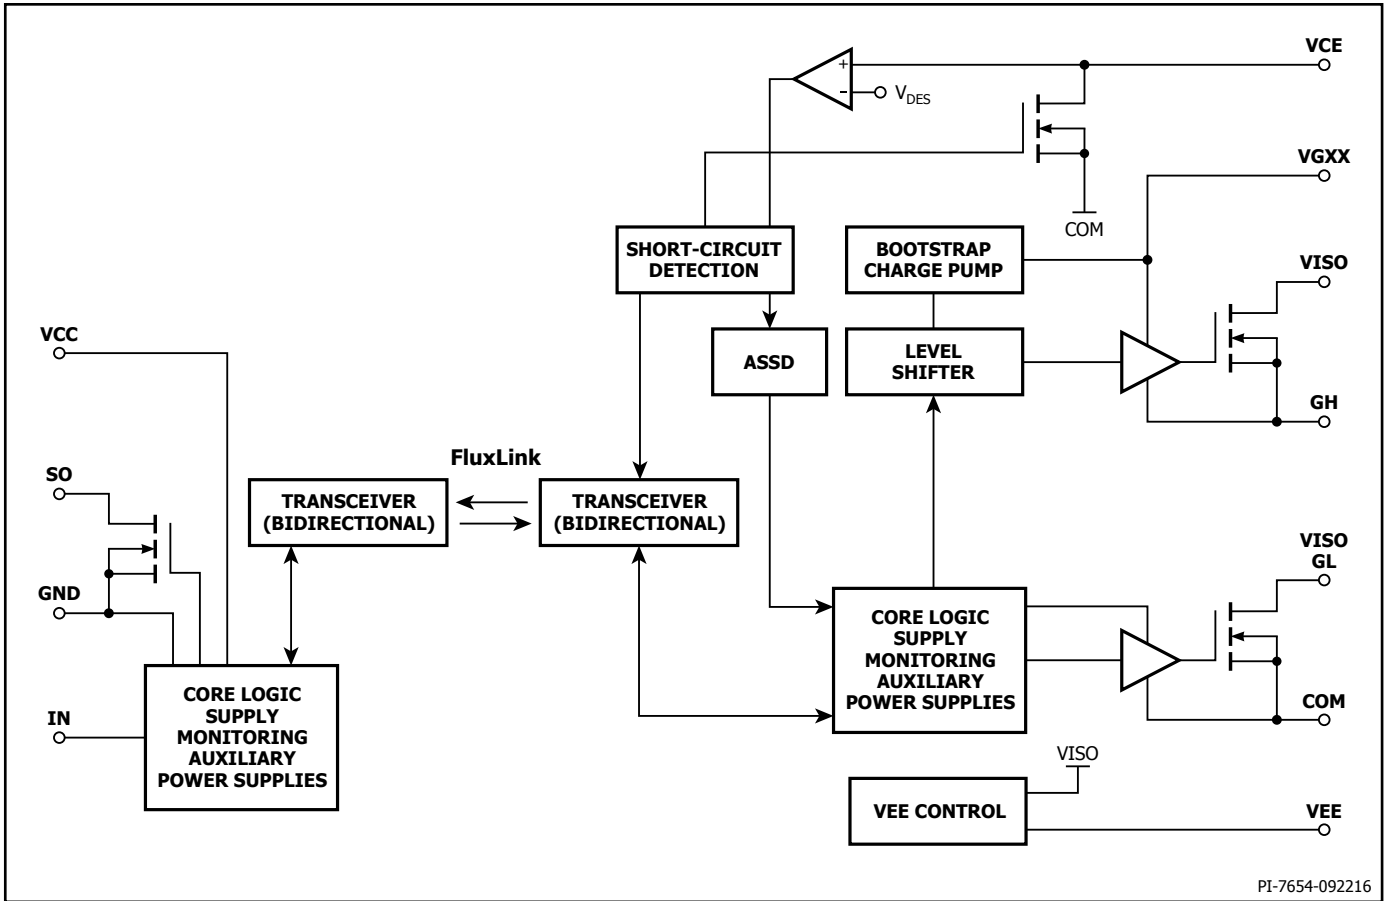 VCE
+
-
VDES
VGXX
COM
SHORT-CIRCUIT
DETECTION
BOOTSTRAP
CHARGE PUMP
VISO
VCC
ASSD
LEVEL
SHIFTER
GH
FluxLink
SO
TRANSCEIVER
(BIDIRECTIONAL)
TRANSCEIVER
(BIDIRECTIONAL)
VISO
GL
GND
CORE LOGIC
SUPPLY
MONITORING
AUXILIARY
POWER SUPPLIES
IN
CORE LOGIC
SUPPLY
MONITORING
AUXILIARY
POWER SUPPLIES
COM
VISO
VEE CONTROL
VEE
PI-7654-092216